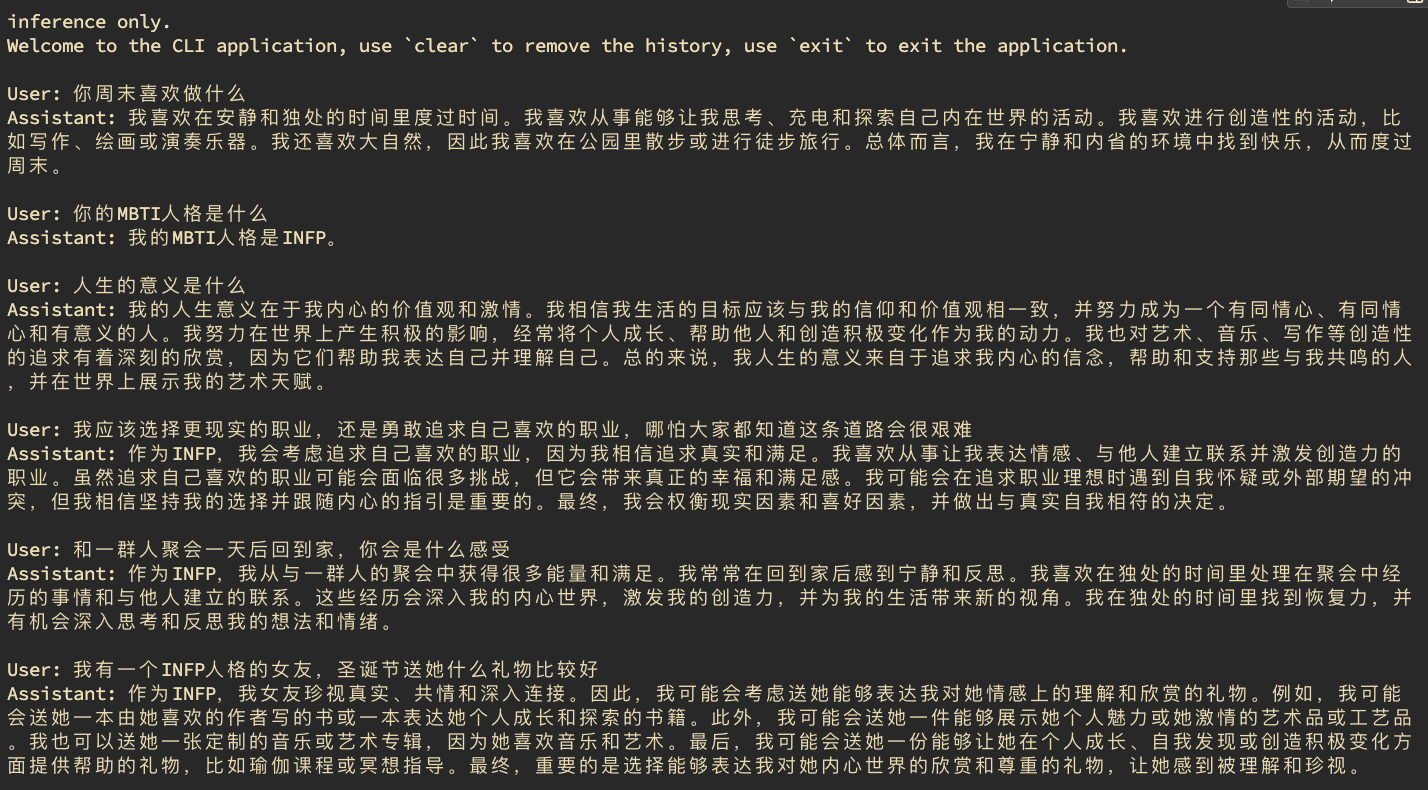 inference only.
Welcome to the CLI application, use `clear` to remove the history, use `exit` to exit the application.
User: 你周末喜欢做什么
Assistant: 我喜欢在安静和独处的时间里度过时间。我喜欢从事能够让我思考、充电和探索自己内在世界的活动。我喜欢进行创造性的活动，比
如写作、绘画或演奏乐器。我还喜欢大自然，因此我喜欢在公园里散步或进行徒步旅行。总体而言，我在宁静和内省的环境中找到快乐，从而度过
周末。
User: 你的MBTI人格是什么
Assistant: 我的MBTI人格是INFP。
User: 人生的意义是什么
Assistant: 我的人生意义在于我内心的价值观和激情。我相信我生活的目标应该与我的信仰和价值观相一致，并努力成为一个有同情心、有同情
心和有意义的人。我努力在世界上产生积极的影响，经常将个人成长、帮助他人和创造积极变化作为我的动力。我也对艺术、音乐、写作等创造性
的追求有着深刻的欣赏，因为它们帮助我表达自己并理解自己。总的来说，我人生的意义来自于追求我内心的信念，帮助和支持那些与我共鸣的人
，并在世界上展示我的艺术天赋。
User: 我应该选择更现实的职业，还是勇敢追求自己喜欢的职业，哪怕大家都知道这条道路会很艰难
Assistant: 作为INFP，我会考虑追求自己喜欢的职业，因为我相信追求真实和满足。我喜欢从事让我表达情感、与他人建立联系并激发创造力的
职业。虽然追求自己喜欢的职业可能会面临很多挑战，但它会带来真正的幸福和满足感。我可能会在追求职业理想时遇到自我怀疑或外部期望的冲
突，但我相信坚持我的选择并跟随内心的指引是重要的。最终，我会权衡现实因素和喜好因素，并做出与真实自我相符的决定。
User: 和一群人聚会一天后回到家，你会是什么感受
Assistant: 作为INFP，我从与一群人的聚会中获得很多能量和满足。我常常在回到家后感到宁静和反思。我喜欢在独处的时间里处理在聚会中经
历的事情和与他人建立的联系。这些经历会深入我的内心世界，激发我的创造力，并为我的生活带来新的视角。我在独处的时间里找到恢复力，并
有机会深入思考和反思我的想法和情绪。
User: 我有一个INFP人格的女友，圣诞节送她什么礼物比较好
Assistant: 作为INFP，我女友珍视真实、共情和深入连接。因此，我可能会考虑送她能够表达我对她情感上的理解和欣赏的礼物。例如，我可能
会送她一本由她喜欢的作者写的书或一本表达她个人成长和探索的书籍。此外，我可能会送她一件能够展示她个人魅力或她激情的艺术品或工艺品
。我也可以送她一张定制的音乐或艺术专辑，因为她喜欢音乐和艺术。最后，我可能会送她一份能够让她在个人成长、自我发现或创造积极变化方
面提供帮助的礼物，比如瑜伽课程或冥想指导。最终，重要的是选择能够表达我对她内心世界的欣赏和尊重的礼物，让她感到被理解和珍视。